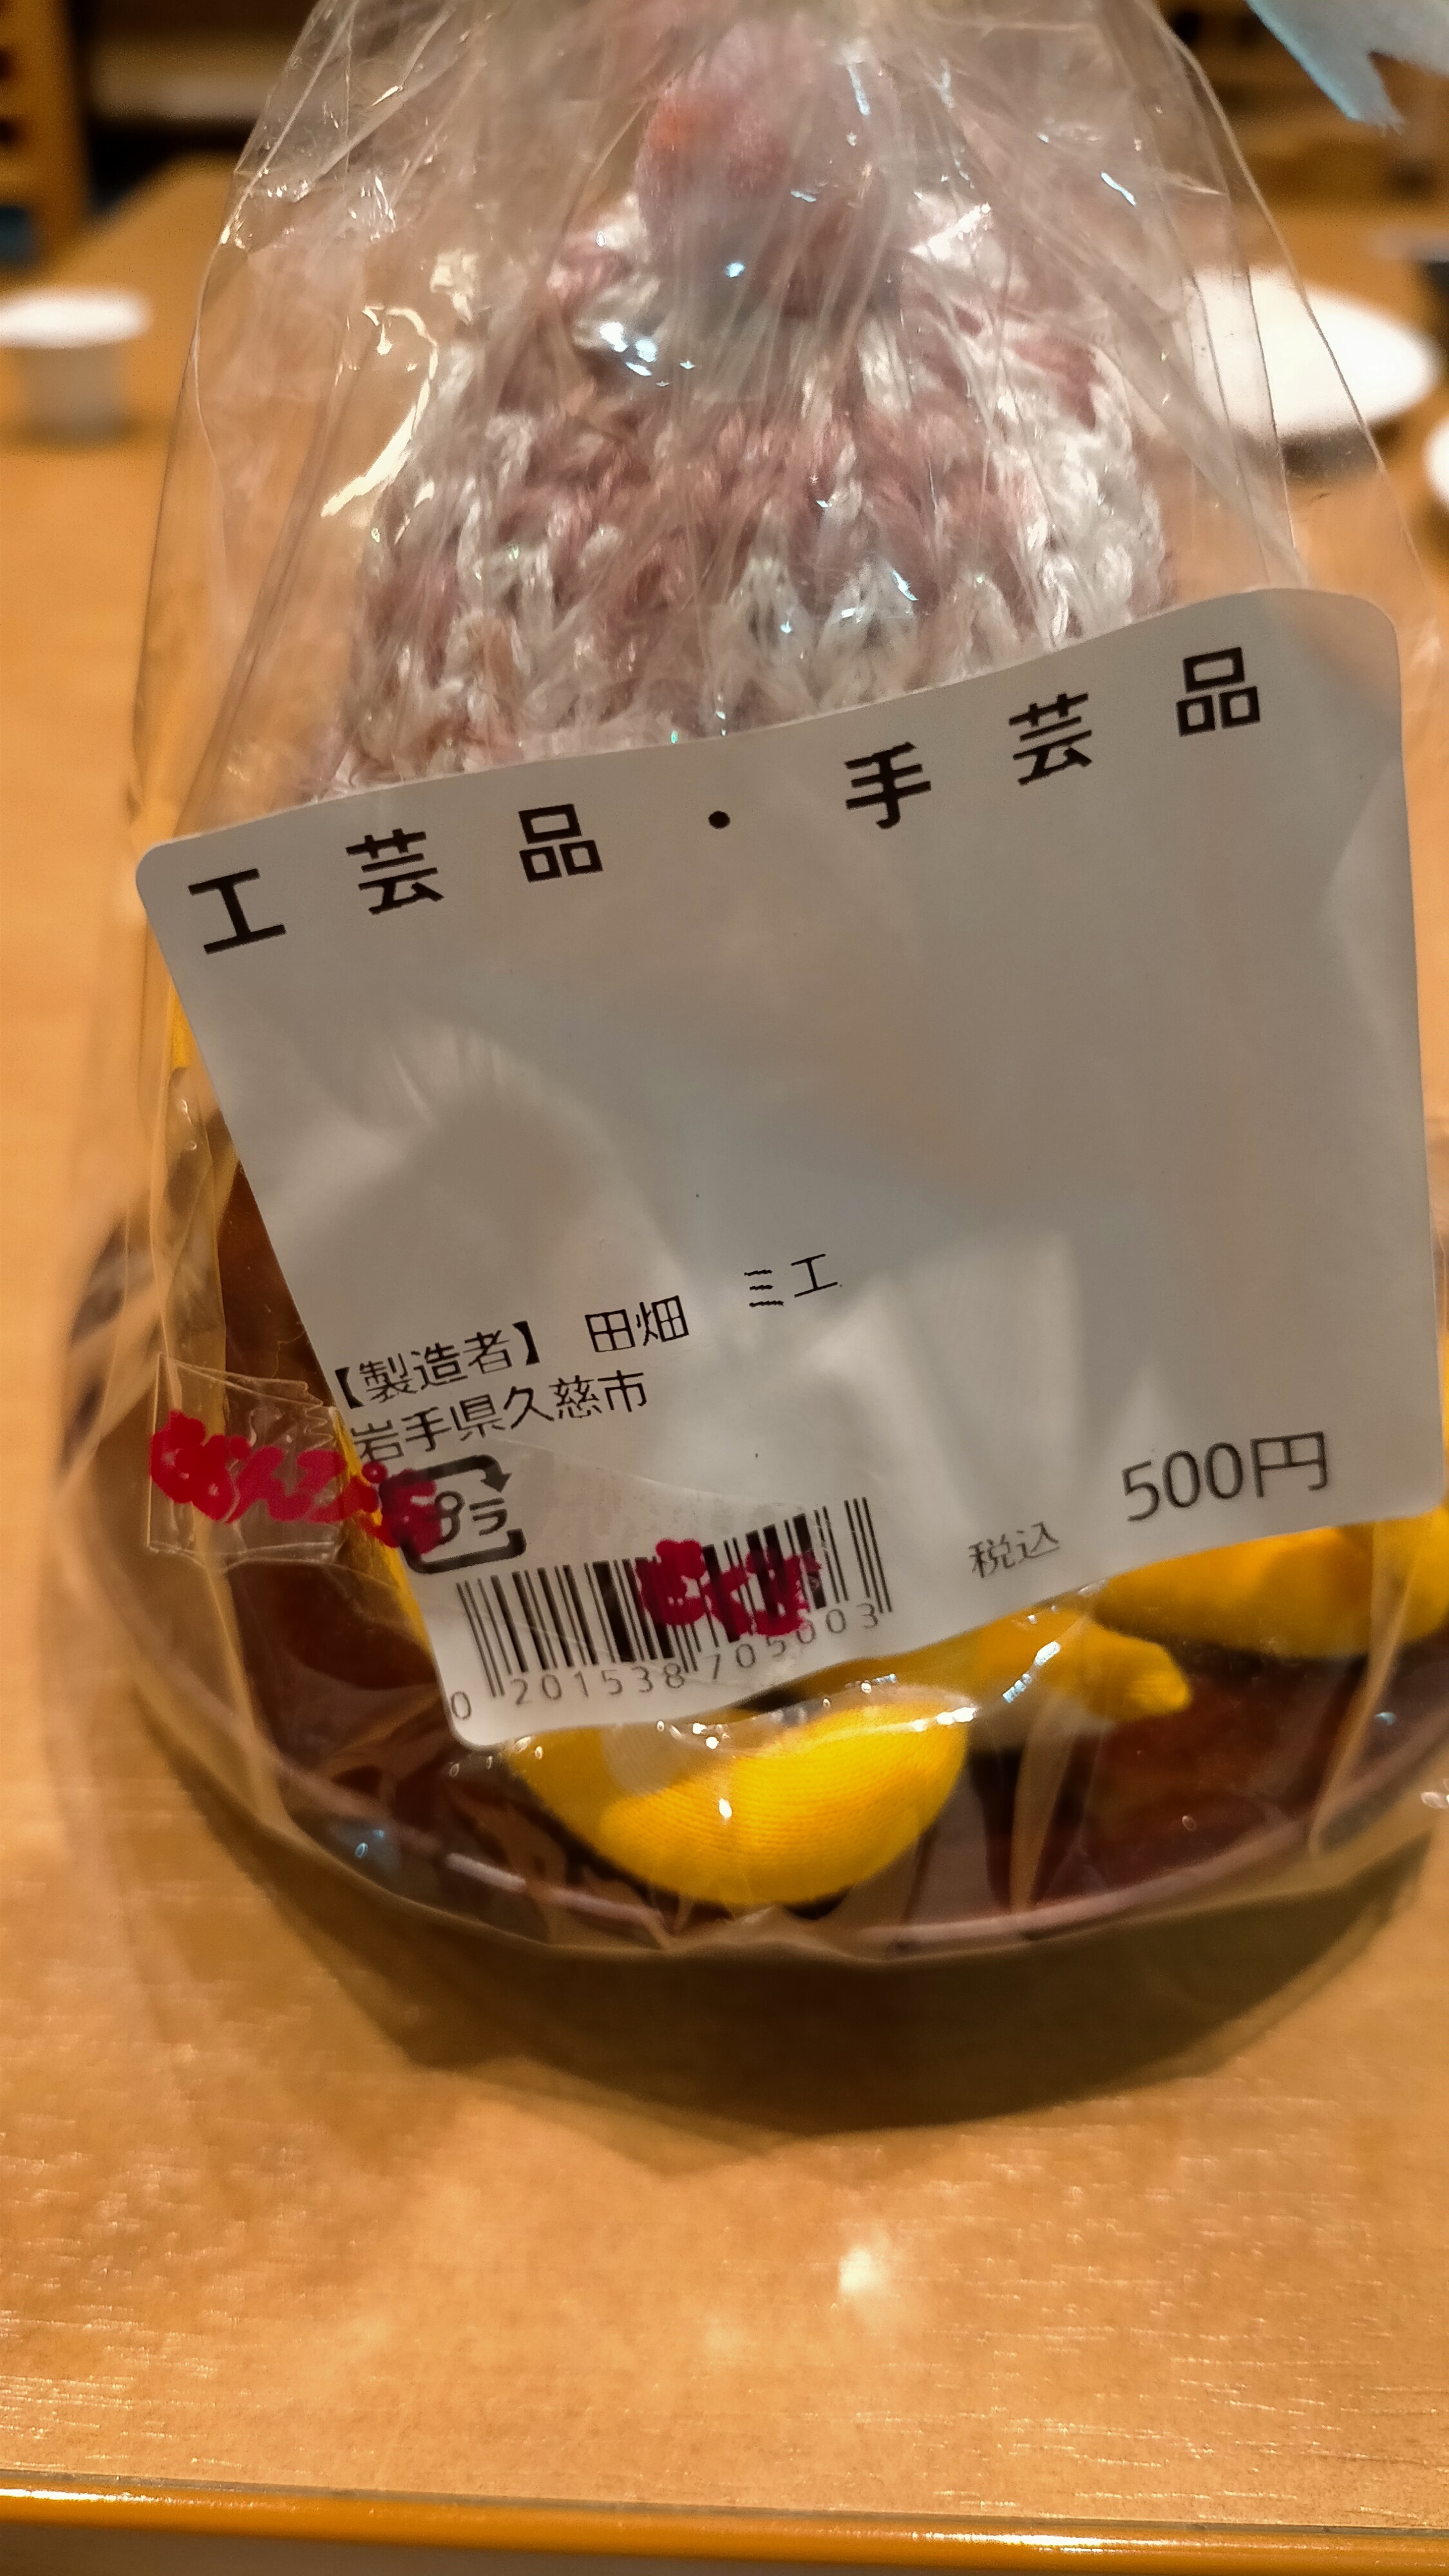 工芸品・手芸品
【製造者】 田畑 ミエ
岩手県久慈市
プラ
税込 500円
0 201538 705003